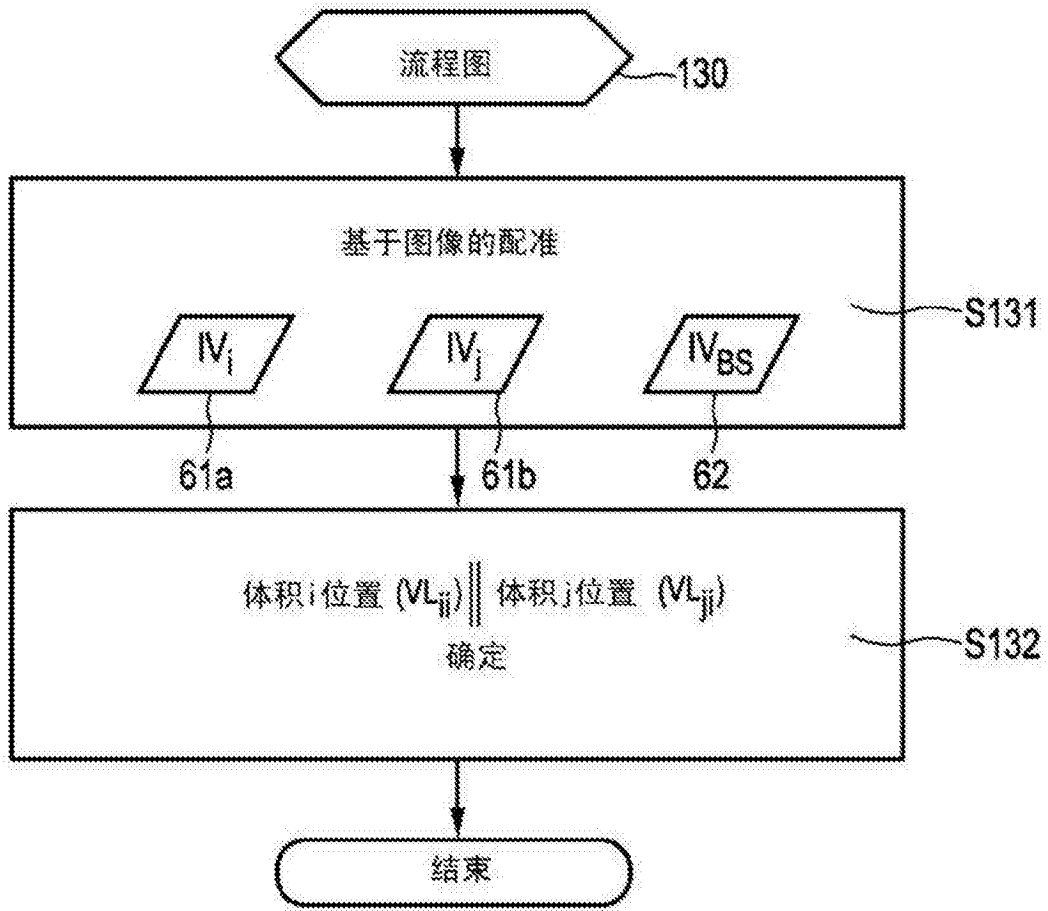 流程图
130
基于图像的配准
S131
IVi
IVj
IVBS
61a
61b
62
体积i位置 (VLii)‖体积j位置 (VLji)
确定
S132
结束